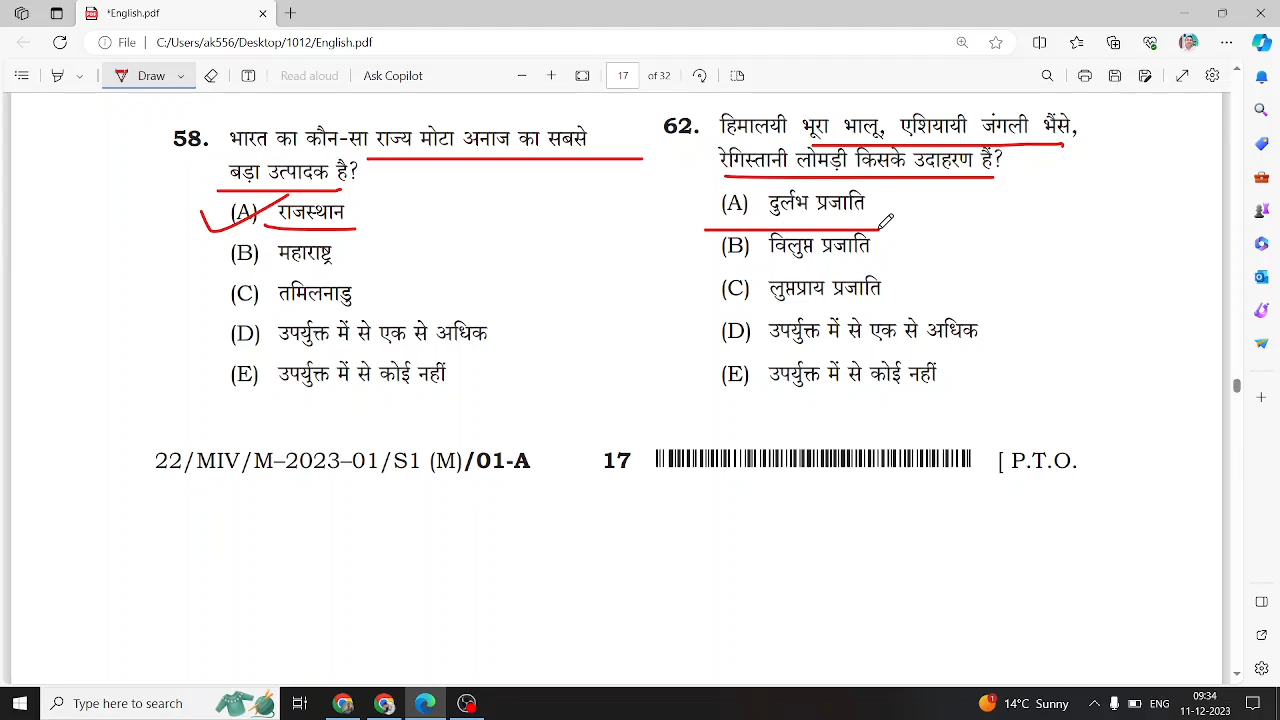 *English.pdf
File
C:/Users/ak556/Desktop/1012/English.pdf
Draw
Read aloud
Ask Copilot
17
of 32
58. भारत का कौन-सा राज्य मोटा अनाज का सबसे
बड़ा उत्पादक है?
(A) राजस्थान
(B) महाराष्ट्र
(C) तमिलनाडु
(D) उपर्युक्त में से एक से अधिक
(E) उपर्युक्त में से कोई नहीं
62. हिमालयी भूरा भालू, एशियायी जंगली भैंसे,
रेगिस्तानी लोमड़ी किसके उदाहरण हैं?
(A) दुर्लभ प्रजाति
(B) विलुप्त प्रजाति
(C) लुप्तप्राय प्रजाति
(D) उपर्युक्त में से एक से अधिक
(E) उपर्युक्त में से कोई नहीं
22/MIV/M–2023–01/S1 (M)/01-A
17
[ P.T.O.
Type here to search
14°C Sunny
ENG
09:34
11-12-2023